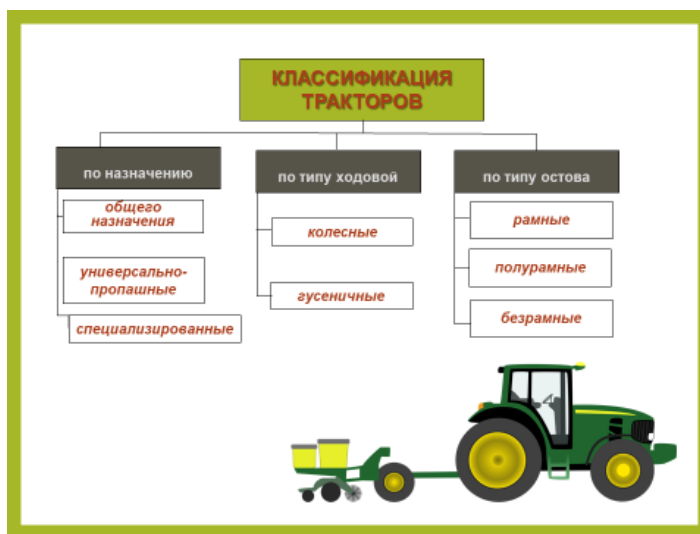 КЛАССИФИКАЦИЯ
ТРАКТОРОВ
по назначению
общего
назначения
универсально-
пропашные
специализированные
по типу ходовой
колесные
гусеничные
по типу остова
рамные
полурамные
безрамные